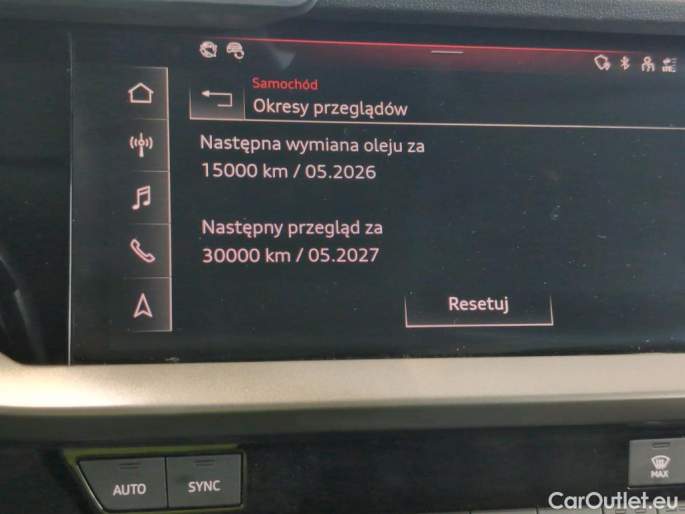 Samochód
Okresy przeglądów
Następna wymiana oleju za
15000 km / 05.2026
Następny przegląd za
30000 km / 05.2027
Resetuj
AUTO
SYNC
MAX
CarOutlet.eu